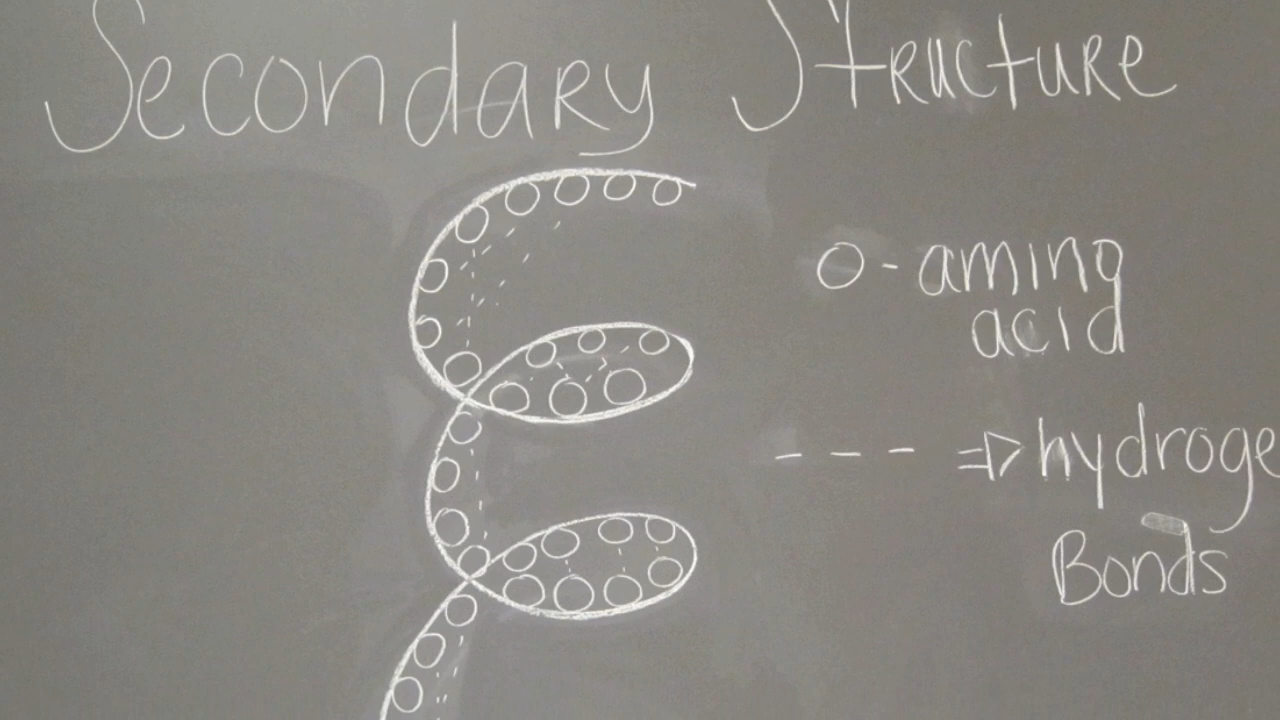 Secondary Structure
O - amino
acid
- - - ⇒ hydroge
Bonds